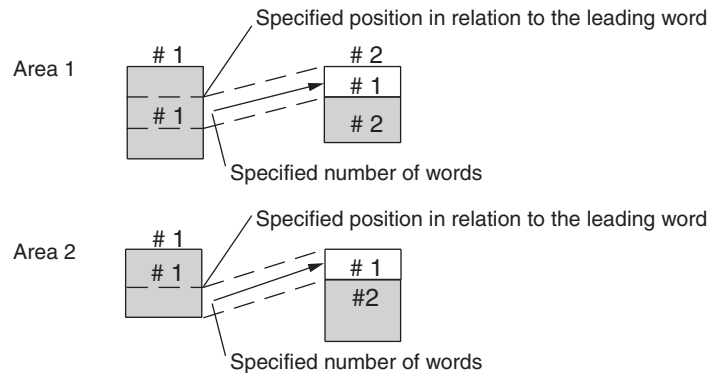 Specified position in relation to the leading word
# 1
# 2
Area 1
# 1
# 1
# 2
Specified number of words
Specified position in relation to the leading word
# 1
Area 2
# 1
# 1
#2
Specified number of words